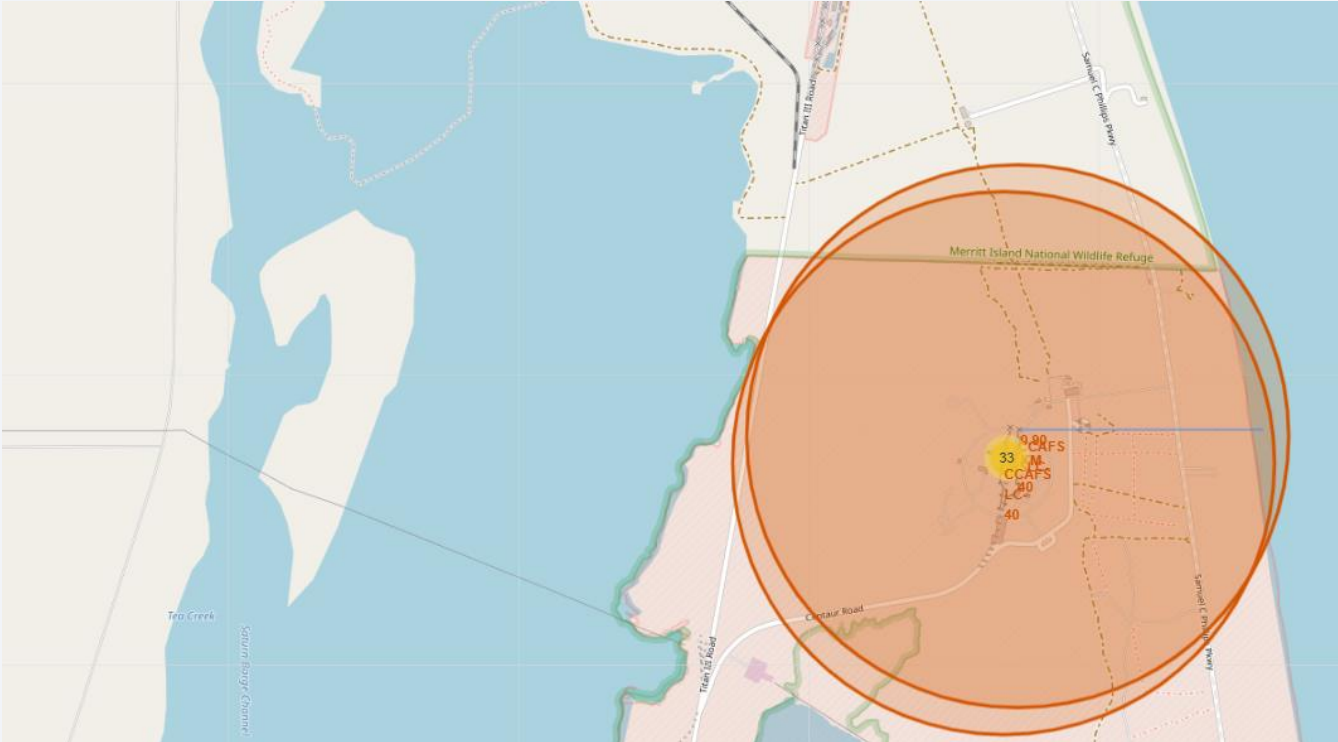 Samuel C Phillips Pkwy
Titan III Road
Merritt Island National Wildlife Refuge
0.90
CAFS
KM
33
CCAFS
40
LC-
40
Centaur Road
Tea Creek
Saturn Barge Channel
Titan III Road
Samuel C Phillips Pkwy